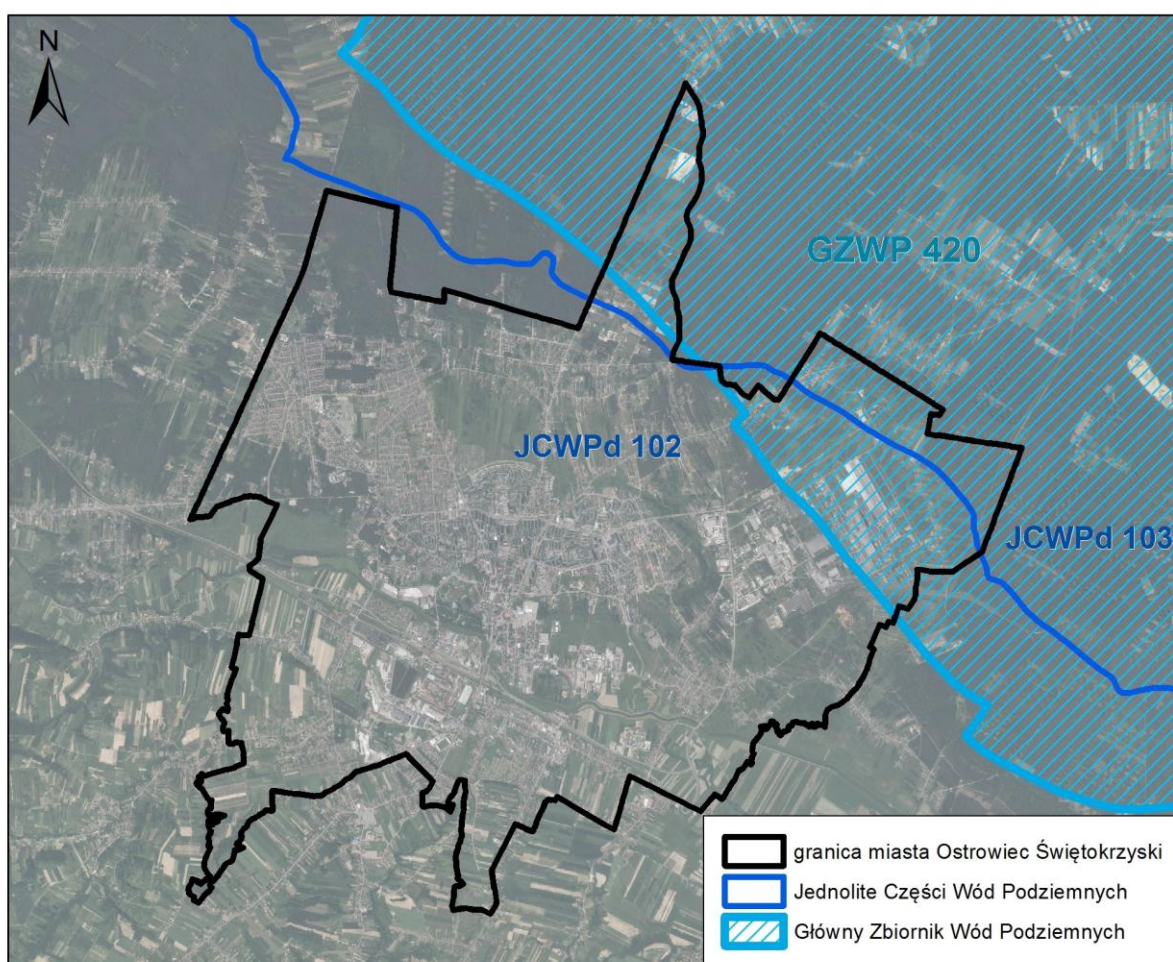 N
GZWP 420
JCWPd 102
JCWPd 103
granica miasta Ostrowiec Świętokrzyski
Jednolite Części Wód Podziemnych
Główny Zbiornik Wód Podziemnych